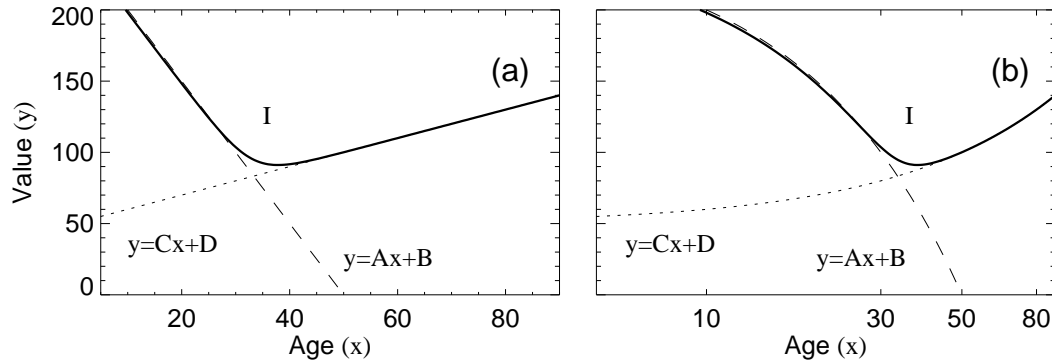 200
150
100
50
0
Value (y)
(a)
I
y=Cx+D
y=Ax+B
20
40
60
80
Age (x)
(b)
I
y=Cx+D
y=Ax+B
10
30
50
80
Age (x)